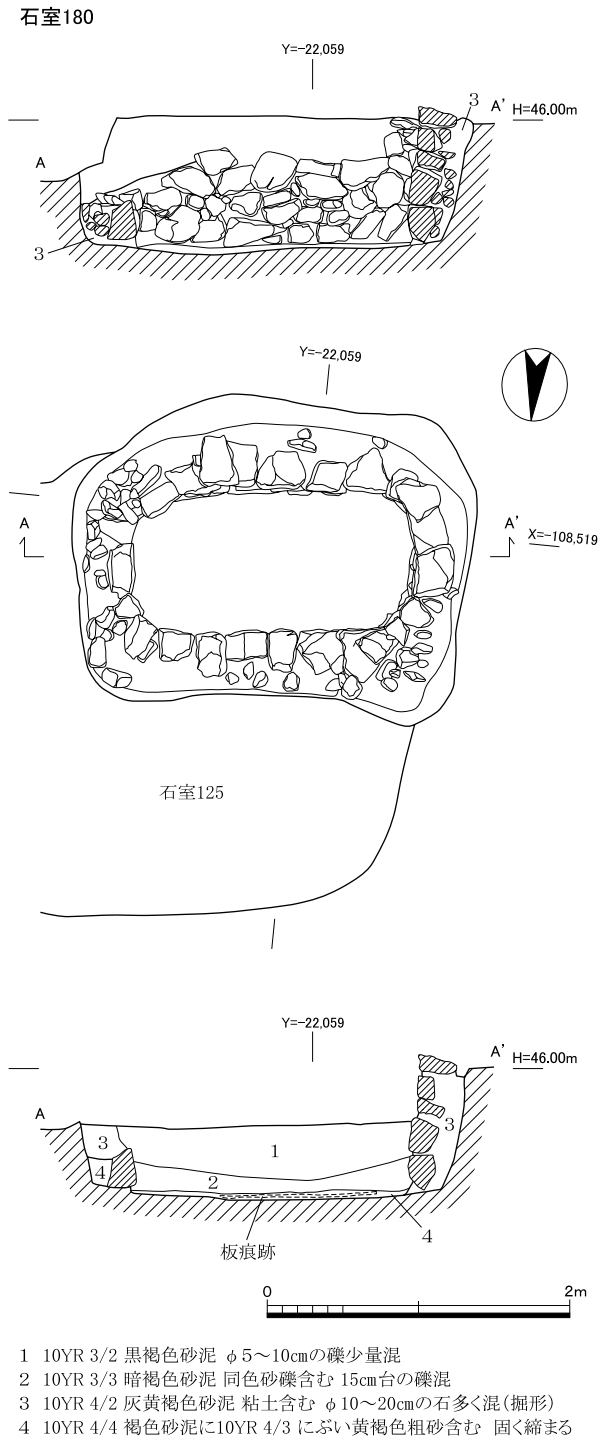 石室180
Y=-22,059
3
A'
H=46.00m
A
3
Y=-22,059
A
A'
X=-108,519
石室125
Y=-22,059
A'
H=46.00m
A
3
3
1
4
2
板痕跡
4
0
2m
1 10YR 3/2 黒褐色砂泥 φ5～10㎝の礫少量混
2 10YR 3/3 暗褐色砂泥 同色砂礫含む 15㎝台の礫混
3 10YR 4/2 灰黄褐色砂泥 粘土含む φ10～20㎝の石多く混(掘形)
4 10YR 4/4 褐色砂泥に10YR 4/3 にぶい黄褐色粗砂含む 固く締まる